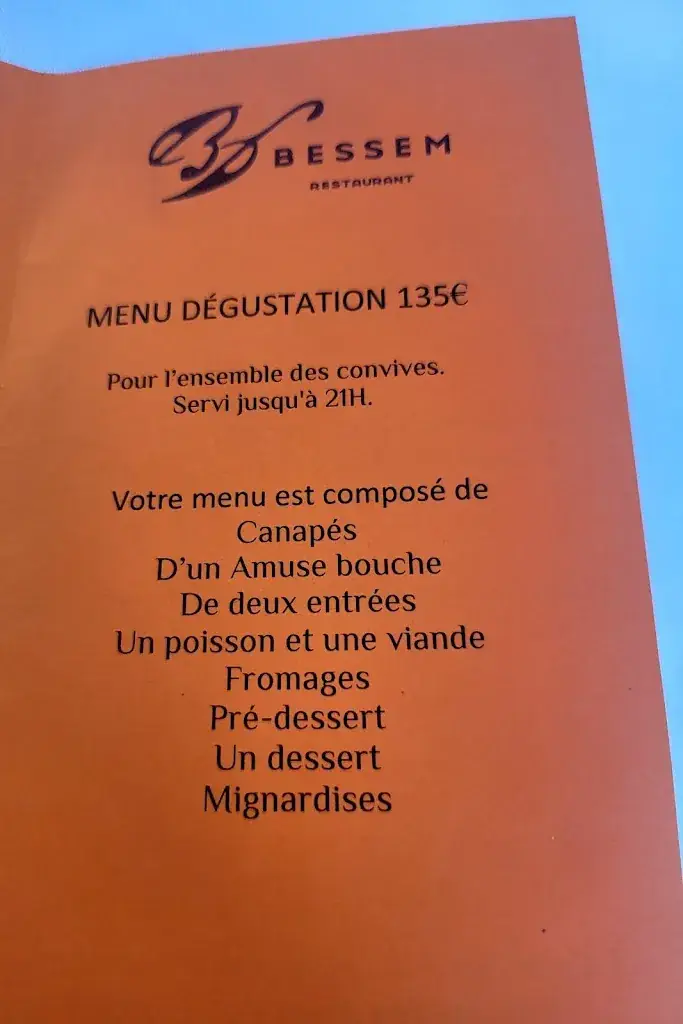 BESSEM
RESTAURANT
MENU DÉGUSTATION 135€
Pour l'ensemble des convives.
Servi jusqu'à 21H.
Votre menu est composé de
Canapés
D'un Amuse bouche
De deux entrées
Un poisson et une viande
Fromages
Pré-dessert
Un dessert
Mignardises